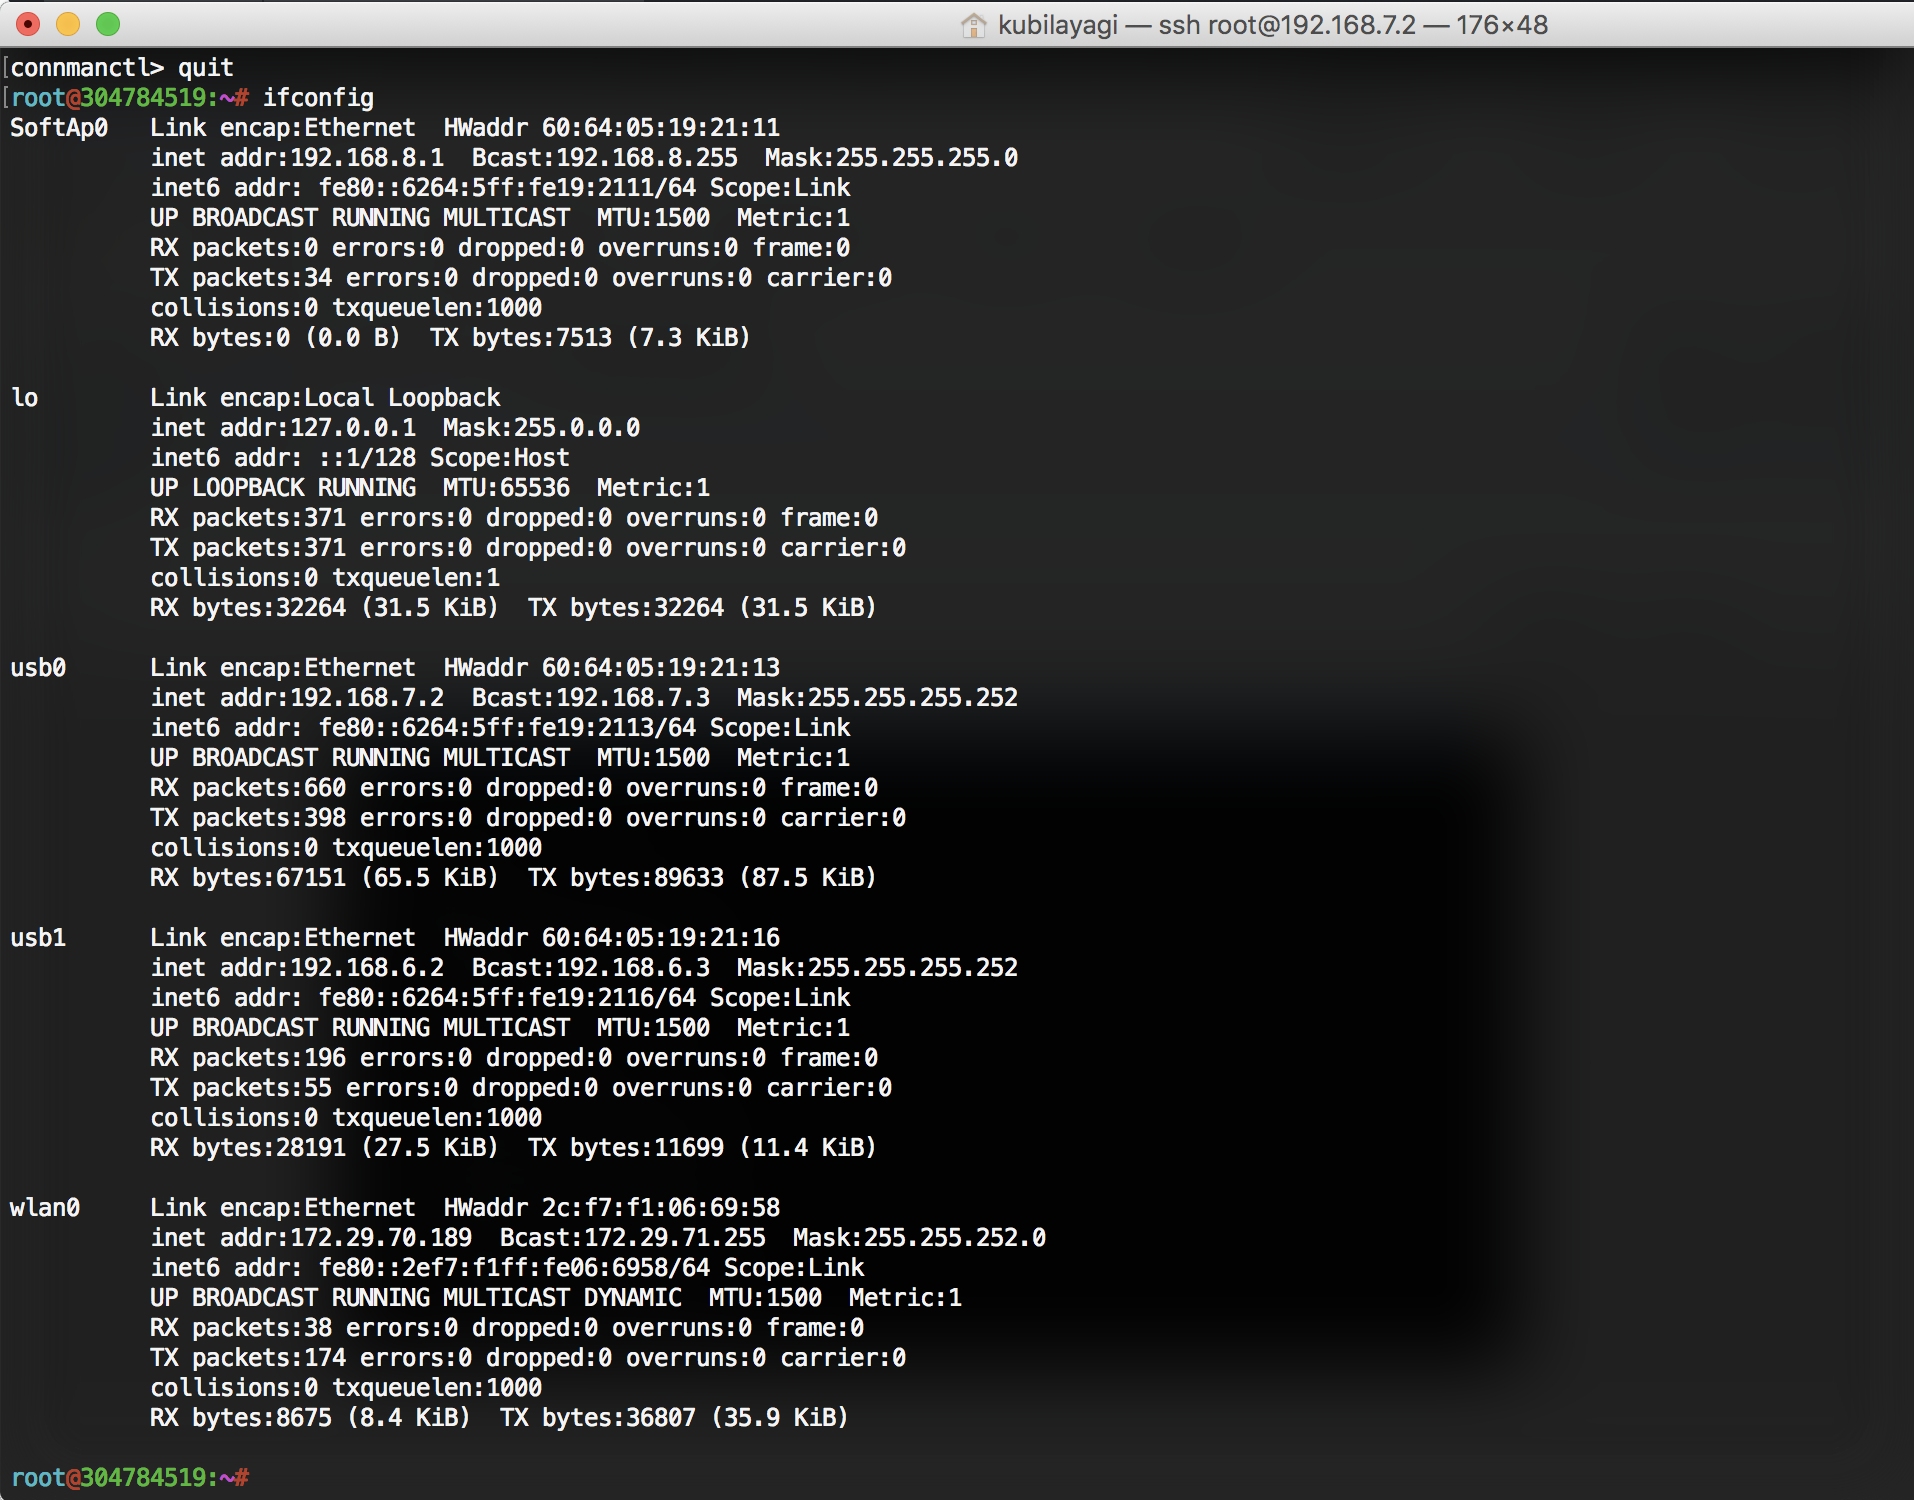 kubilayagi — ssh root@192.168.7.2 — 176×48
[connmanctl> quit
[root@304784519:~# ifconfig
SoftAp0   Link encap:Ethernet  HWaddr 60:64:05:19:21:11
          inet addr:192.168.8.1  Bcast:192.168.8.255  Mask:255.255.255.0
          inet6 addr: fe80::6264:5ff:fe19:2111/64 Scope:Link
          UP BROADCAST RUNNING MULTICAST  MTU:1500  Metric:1
          RX packets:0 errors:0 dropped:0 overruns:0 frame:0
          TX packets:34 errors:0 dropped:0 overruns:0 carrier:0
          collisions:0 txqueuelen:1000
          RX bytes:0 (0.0 B)  TX bytes:7513 (7.3 KiB)

lo        Link encap:Local Loopback
          inet addr:127.0.0.1  Mask:255.0.0.0
          inet6 addr: ::1/128 Scope:Host
          UP LOOPBACK RUNNING  MTU:65536  Metric:1
          RX packets:371 errors:0 dropped:0 overruns:0 frame:0
          TX packets:371 errors:0 dropped:0 overruns:0 carrier:0
          collisions:0 txqueuelen:1
          RX bytes:32264 (31.5 KiB)  TX bytes:32264 (31.5 KiB)

usb0      Link encap:Ethernet  HWaddr 60:64:05:19:21:13
          inet addr:192.168.7.2  Bcast:192.168.7.3  Mask:255.255.255.252
          inet6 addr: fe80::6264:5ff:fe19:2113/64 Scope:Link
          UP BROADCAST RUNNING MULTICAST  MTU:1500  Metric:1
          RX packets:660 errors:0 dropped:0 overruns:0 frame:0
          TX packets:398 errors:0 dropped:0 overruns:0 carrier:0
          collisions:0 txqueuelen:1000
          RX bytes:67151 (65.5 KiB)  TX bytes:89633 (87.5 KiB)

usb1      Link encap:Ethernet  HWaddr 60:64:05:19:21:16
          inet addr:192.168.6.2  Bcast:192.168.6.3  Mask:255.255.255.252
          inet6 addr: fe80::6264:5ff:fe19:2116/64 Scope:Link
          UP BROADCAST RUNNING MULTICAST  MTU:1500  Metric:1
          RX packets:196 errors:0 dropped:0 overruns:0 frame:0
          TX packets:55 errors:0 dropped:0 overruns:0 carrier:0
          collisions:0 txqueuelen:1000
          RX bytes:28191 (27.5 KiB)  TX bytes:11699 (11.4 KiB)

wlan0     Link encap:Ethernet  HWaddr 2c:f7:f1:06:69:58
          inet addr:172.29.70.189  Bcast:172.29.71.255  Mask:255.255.252.0
          inet6 addr: fe80::2ef7:f1ff:fe06:6958/64 Scope:Link
          UP BROADCAST RUNNING MULTICAST DYNAMIC  MTU:1500  Metric:1
          RX packets:38 errors:0 dropped:0 overruns:0 frame:0
          TX packets:174 errors:0 dropped:0 overruns:0 carrier:0
          collisions:0 txqueuelen:1000
          RX bytes:8675 (8.4 KiB)  TX bytes:36807 (35.9 KiB)

root@304784519:~#